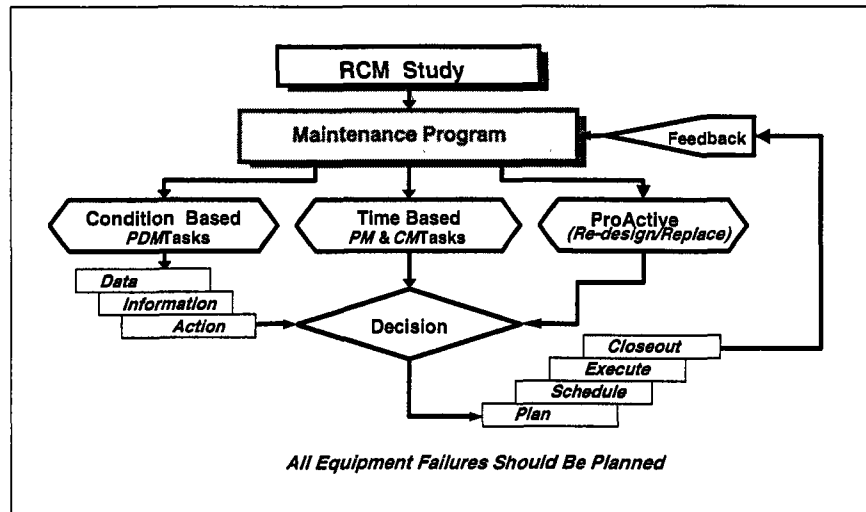 RCM Study
Maintenance Program
Feedback
Condition Based
PDMTasks
Time Based
PM & CMTasks
ProActive
(Re-design/Replace)
Data
Information
Action
Decision
Closeout
Execute
Schedule
Plan
All Equipment Failures Should Be Planned